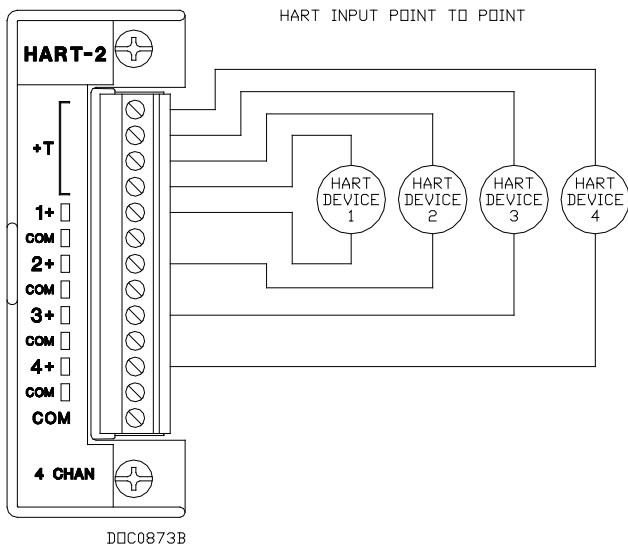 HART INPUT POINT TO POINT
HART-2
+T
1+
COM
2+
COM
3+
COM
4+
COM
COM
4 CHAN
HART
DEVICE
1
HART
DEVICE
2
HART
DEVICE
3
HART
DEVICE
4
DOC0873B